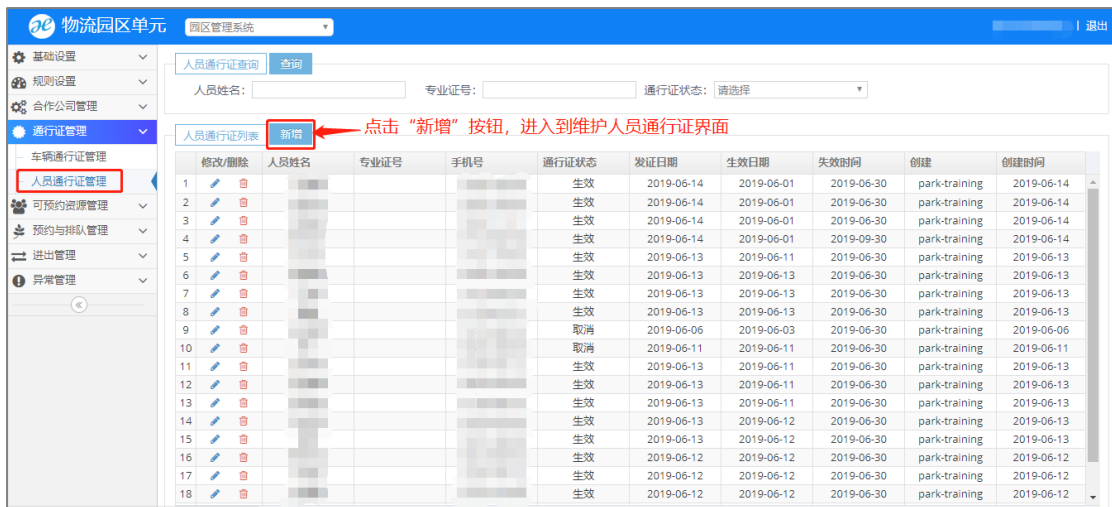 物流园区单元 园区管理系统 退出
基础设置
规则设置
合作公司管理
通行证管理
车辆通行证管理
人员通行证管理
可预约资源管理
预约与排队管理
进出管理
异常管理
人员通行证查询 查询
人员姓名: 专业证号: 通行证状态: 请选择
人员通行证列表 新增 点击“新增”按钮，进入到维护人员通行证界面
修改/删除 人员姓名 专业证号 手机号 通行证状态 发证日期 生效日期 失效时间 创建 创建时间
1 生效 2019-06-14 2019-06-01 2019-06-30 park-training 2019-06-14
2 生效 2019-06-14 2019-06-01 2019-06-30 park-training 2019-06-14
3 生效 2019-06-14 2019-06-01 2019-06-30 park-training 2019-06-14
4 生效 2019-06-14 2019-06-01 2019-09-30 park-training 2019-06-14
5 生效 2019-06-13 2019-06-11 2019-06-30 park-training 2019-06-13
6 生效 2019-06-13 2019-06-13 2019-06-30 park-training 2019-06-13
7 生效 2019-06-13 2019-06-13 2019-06-30 park-training 2019-06-13
8 生效 2019-06-13 2019-06-13 2019-06-30 park-training 2019-06-13
9 取消 2019-06-06 2019-06-03 2019-06-30 park-training 2019-06-06
10 取消 2019-06-11 2019-06-11 2019-06-30 park-training 2019-06-11
11 生效 2019-06-13 2019-06-11 2019-06-30 park-training 2019-06-13
12 生效 2019-06-13 2019-06-11 2019-06-30 park-training 2019-06-13
13 生效 2019-06-13 2019-06-11 2019-06-30 park-training 2019-06-13
14 生效 2019-06-13 2019-06-12 2019-06-30 park-training 2019-06-13
15 生效 2019-06-13 2019-06-12 2019-06-30 park-training 2019-06-13
16 生效 2019-06-12 2019-06-12 2019-06-30 park-training 2019-06-12
17 生效 2019-06-12 2019-06-12 2019-06-30 park-training 2019-06-12
18 生效 2019-06-12 2019-06-12 2019-06-30 park-training 2019-06-12